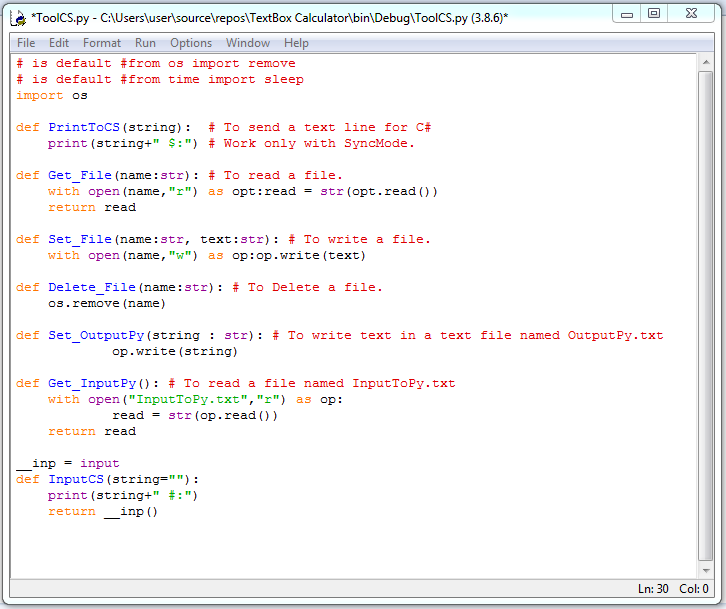 *ToolCS.py - C:\Users\user\source\repos\TextBox Calculator\bin\Debug\ToolCS.py (3.8.6)*
File Edit Format Run Options Window Help
# is default #from os import remove
# is default #from time import sleep
import os
def PrintToCS(string):  # To send a text line for C#
    print(string+" $:") # Work only with SyncMode.
def Get_File(name:str): # To read a file.
    with open(name,"r") as opt:read = str(opt.read())
    return read
def Set_File(name:str, text:str): # To write a file.
    with open(name,"w") as op:op.write(text)
def Delete_File(name:str): # To Delete a file.
    os.remove(name)
def Set_OutputPy(string : str): # To write text in a text file named OutputPy.txt
            op.write(string)
def Get_InputPy(): # To read a file named InputToPy.txt
    with open("InputToPy.txt","r") as op:
            read = str(op.read())
    return read
__inp = input
def InputCS(string=""):
    print(string+" #:")
    return __inp()
Ln: 30 Col: 0